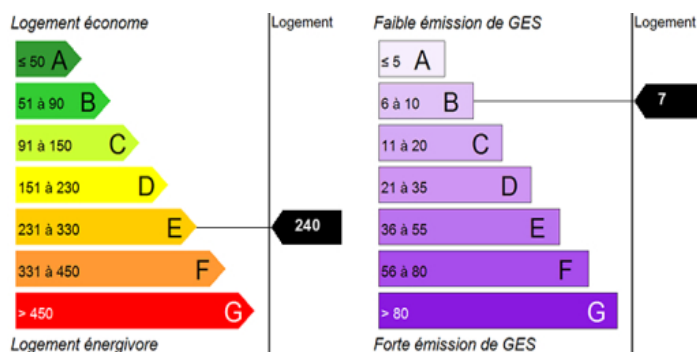 Logement économe
Logement
≤ 50 A
51 à 90 B
91 à 150 C
151 à 230 D
231 à 330 E
240
331 à 450 F
> 450 G
Logement énergivore
Faible émission de GES
Logement
≤ 5 A
6 à 10 B
7
11 à 20 C
21 à 35 D
36 à 55 E
56 à 80 F
> 80 G
Forte émission de GES